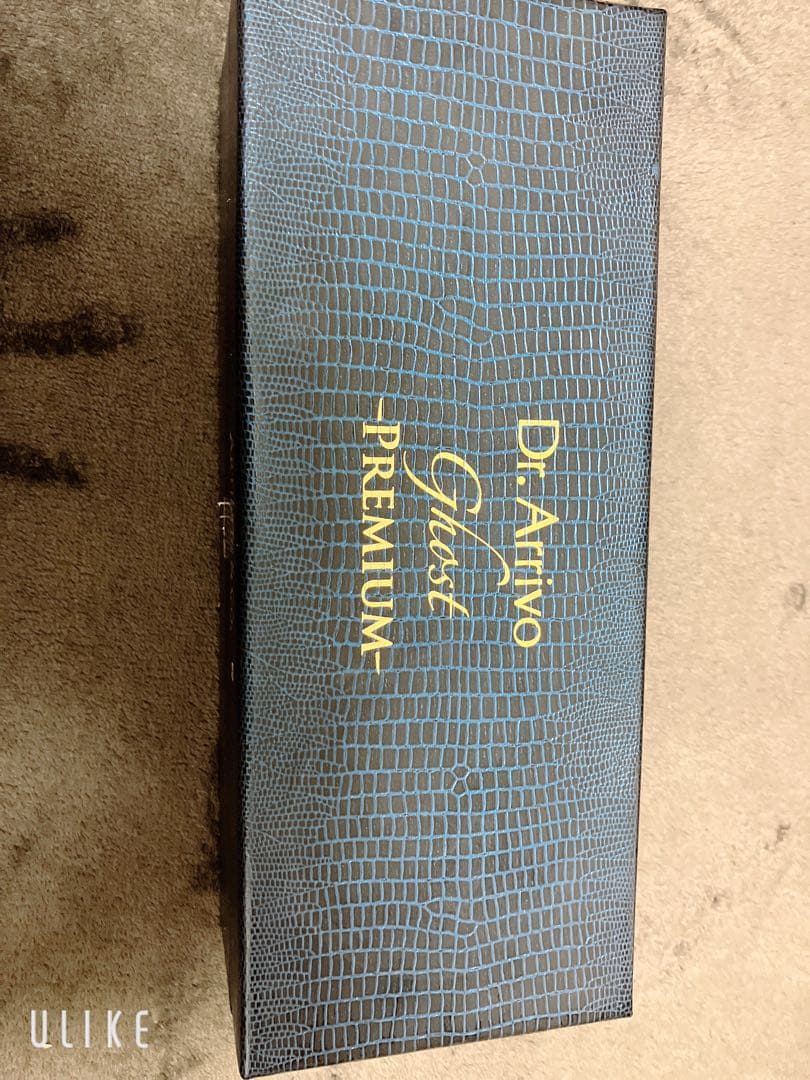 Dr. Arrivo
Ghost
-PREMIUM-
ULIKE